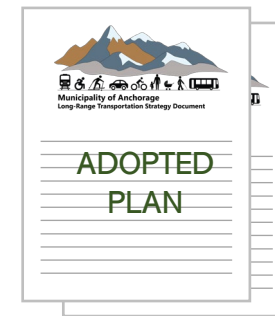 Municipality of Anchorage
Long-Range Transportation Strategy Document
ADOPTED
PLAN